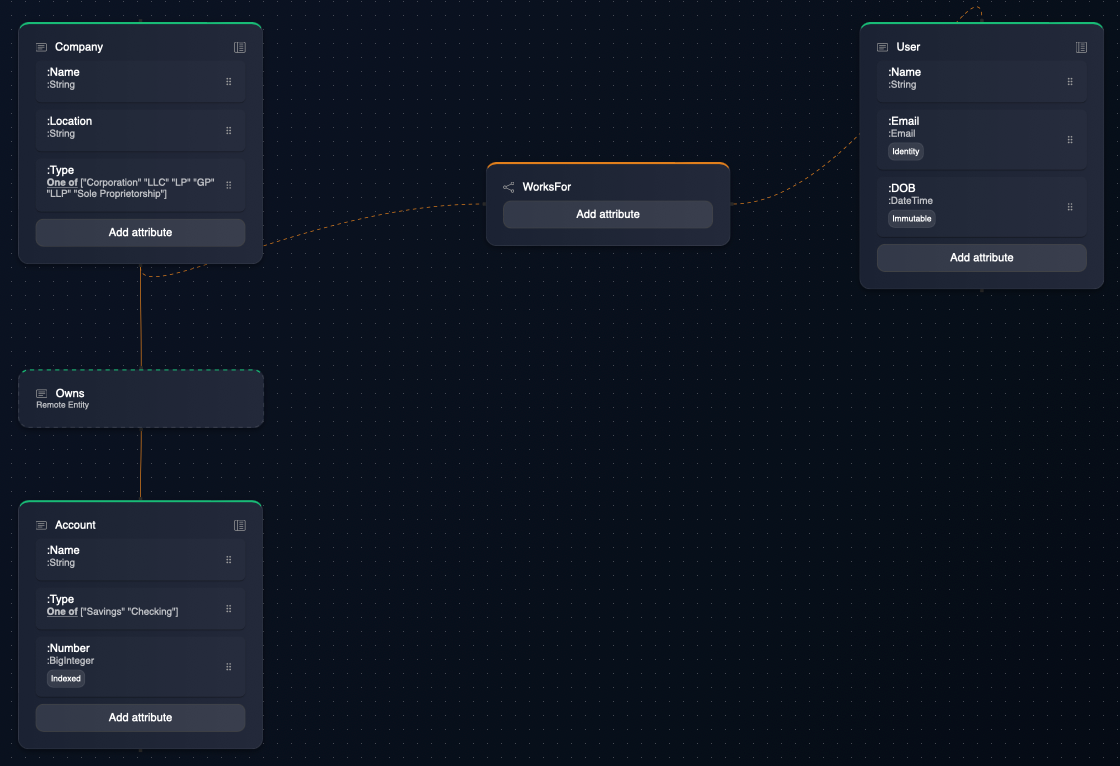 Company
:Name
:String
:Location
:String
:Type
One of ["Corporation" "LLC" "LP" "GP"
"LLP" "Sole Proprietorship"]
Add attribute
WorksFor
Add attribute
User
:Name
:String
:Email
:Email
Identity
:DOB
:DateTime
Immutable
Add attribute
Owns
Remote Entity
Account
:Name
:String
:Type
One of ["Savings" "Checking"]
:Number
:BigInteger
Indexed
Add attribute